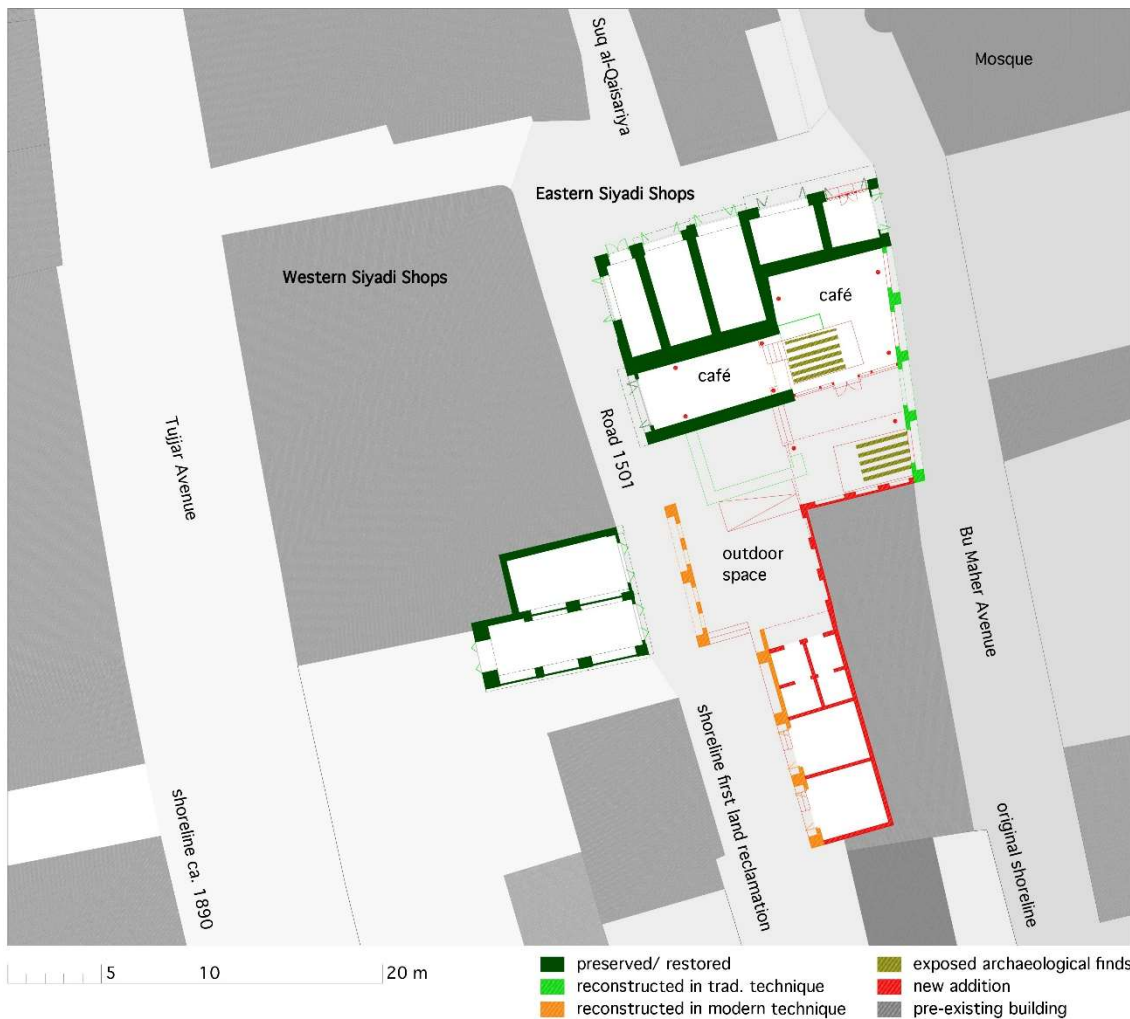 Suq al-Qaisariya
Mosque
Eastern Siyadi Shops
Western Siyadi Shops
café
café
Road 1501
Tujjar Avenue
outdoor
space
Bu Maher Avenue
shoreline first land reclamation
shoreline ca. 1890
original shoreline
5 10 20 m
preserved/ restored
reconstructed in trad. technique
reconstructed in modern technique
exposed archaeological finds
new addition
pre-existing building